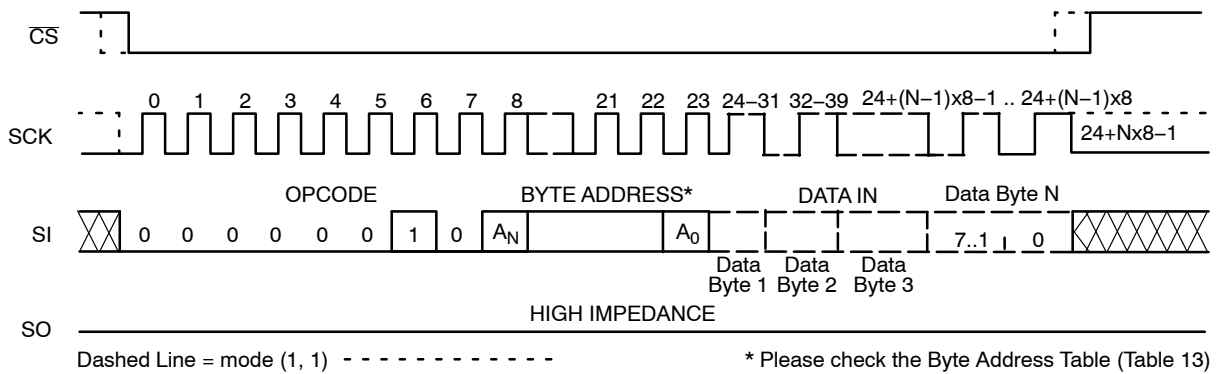 CS
0 1 2 3 4 5 6 7 8 21 22 23 24–31 32–39 24+(N–1)x8–1 .. 24+(N–1)x8
SCK
24+Nx8–1
OPCODE BYTE ADDRESS* DATA IN Data Byte N
SI 0 0 0 0 0 0 1 0 AN A0 7..1 0
Data Byte 1
Data Byte 2
Data Byte 3
HIGH IMPEDANCE
SO
Dashed Line = mode (1, 1)
* Please check the Byte Address Table (Table 13)